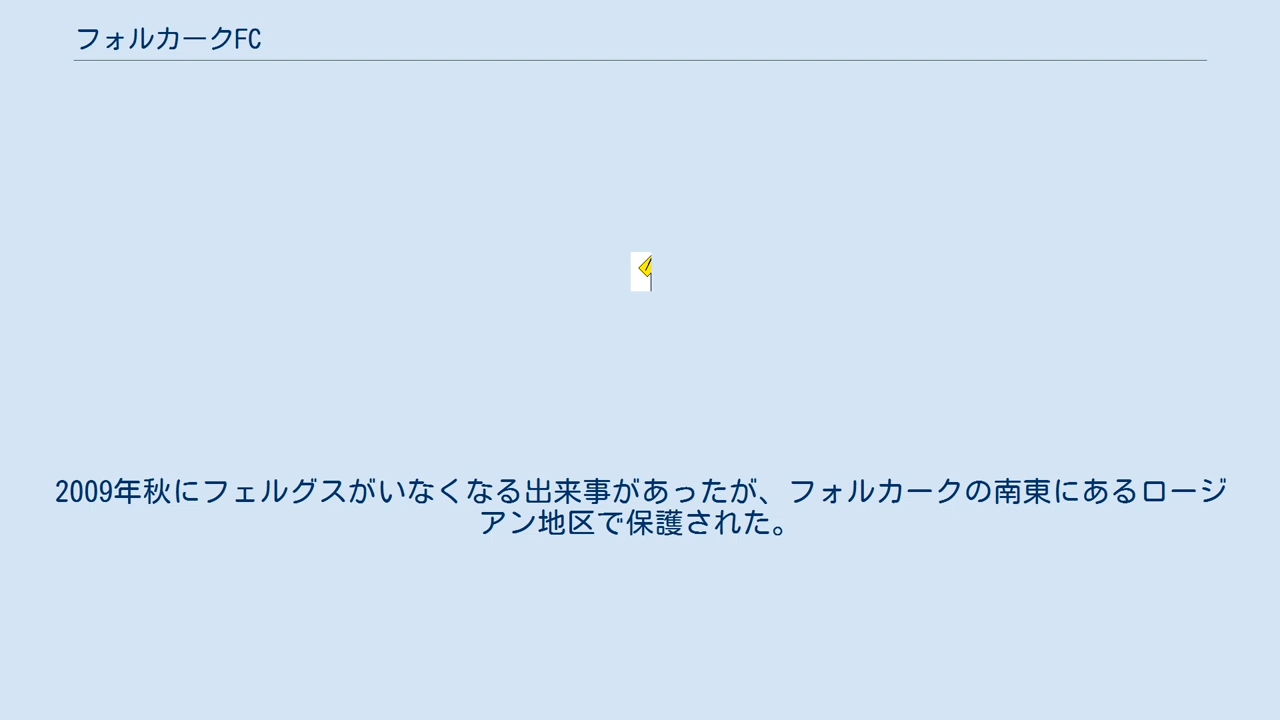 フォルカークFC
2009年秋にフェルグスがいなくなる出来事があったが、フォルカークの南東にあるロージ
アン地区で保護された。